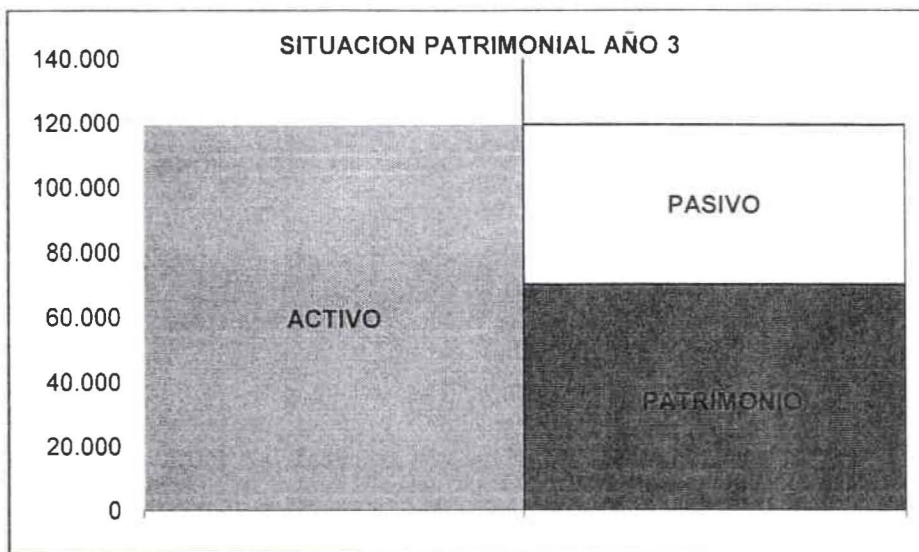 SITUACION PATRIMONIAL AÑO 3
140.000
120.000
100.000
80.000
60.000
40.000
20.000
0
ACTIVO
PASIVO
PATRIMONIO